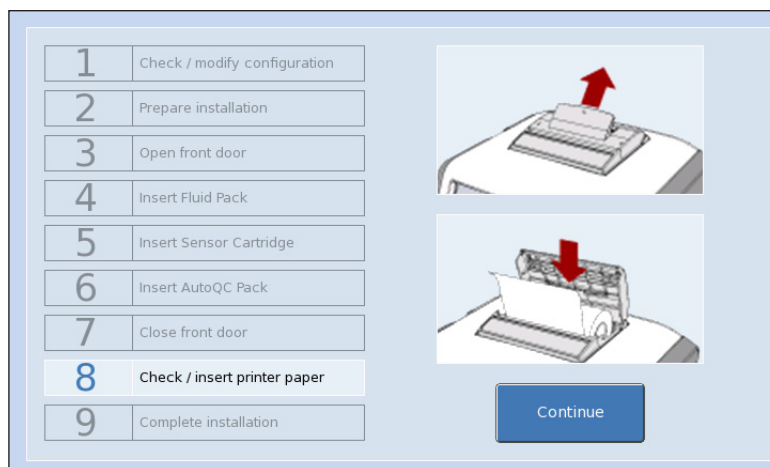 1 Check / modify configuration
2 Prepare installation
3 Open front door
4 Insert Fluid Pack
5 Insert Sensor Cartridge
6 Insert AutoQC Pack
7 Close front door
8 Check / insert printer paper
9 Complete installation
Continue